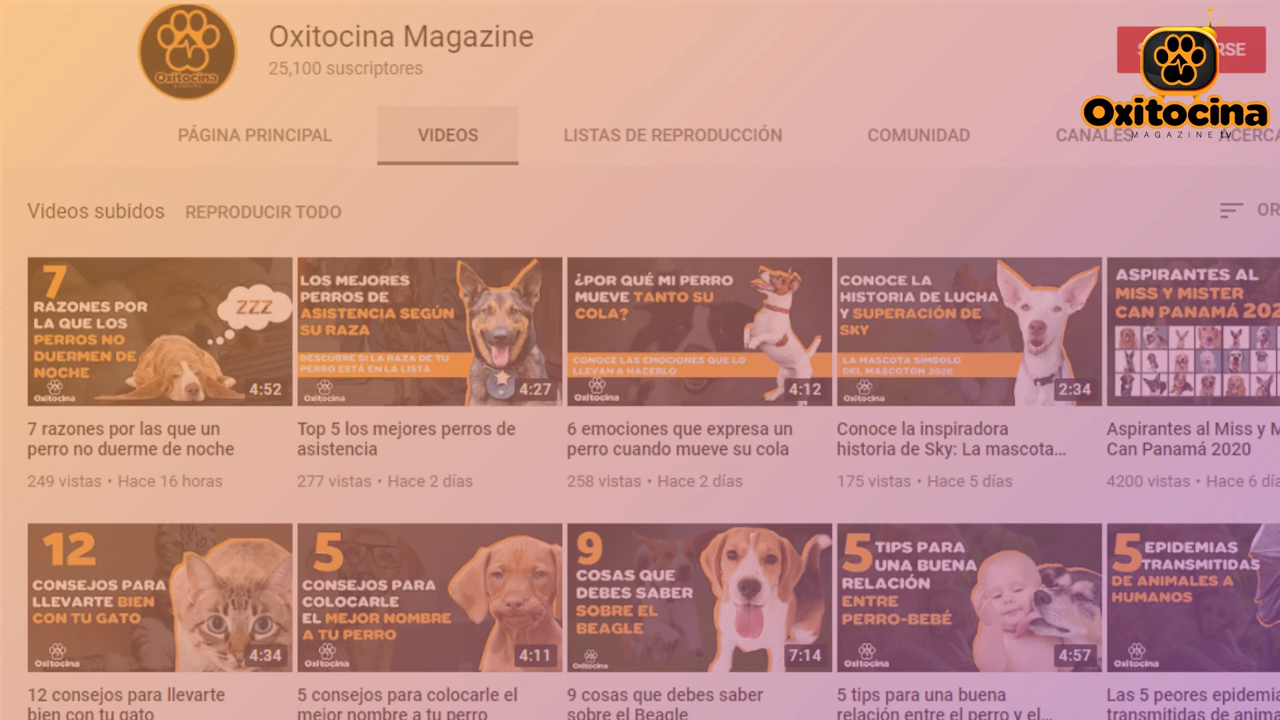 Oxitocina Magazine
25,100 suscriptores
Oxitocina
MAGAZINE tv
PÁGINA PRINCIPAL
VIDEOS
LISTAS DE REPRODUCCIÓN
COMUNIDAD
CANALES
Videos subidos
REPRODUCIR TODO
7
RAZONES POR
LA QUE LOS
PERROS NO
DUERMEN DE
NOCHE
ZZZ
Oxitocina
4:52
LOS MEJORES
PERROS DE
ASISTENCIA SEGÚN
SU RAZA
DESCUBRE SI LA RAZA DE TU
PERRO ESTÁ EN LA LISTA
Oxitocina
4:27
¿POR QUÉ MI PERRO
MUEVE TANTO SU
COLA?
CONOCE LAS EMOCIONES QUE LO
LLEVAN A HACERLO
Oxitocina
4:12
CONOCE LA
HISTORIA DE LUCHA
Y SUPERACIÓN DE
SKY
LA MASCOTA SÍMBOLO
DEL MASCOTÓN 2020
Oxitocina
2:34
ASPIRANTES AL
MISS Y MISTER
CAN PANAMÁ 202
7 razones por las que un
perro no duerme de noche
249 vistas • Hace 16 horas
Top 5 los mejores perros de
asistencia
277 vistas • Hace 2 días
6 emociones que expresa un
perro cuando mueve su cola
258 vistas • Hace 2 días
Conoce la inspiradora
historia de Sky: La mascota...
175 vistas • Hace 5 días
Aspirantes al Miss y M
Can Panamá 2020
4200 vistas • Hace 6 día
12
CONSEJOS PARA
LLEVARTE BIEN
CON TU GATO
Oxitocina
4:34
5
CONSEJOS PARA
COLOCARLE
EL MEJOR NOMBRE
A TU PERRO
Oxitocina
4:11
9
COSAS QUE
DEBES SABER
SOBRE EL
BEAGLE
Oxitocina
7:14
5 TIPS PARA
UNA BUENA
RELACIÓN
ENTRE
PERRO-BEBÉ
Oxitocina
4:57
5 EPIDEMIAS
TRANSMITIDAS
DE ANIMALES A
HUMANOS
Oxitocina
12 consejos para llevarte
bien con tu gato
5 consejos para colocarle el
mejor nombre a tu perro
9 cosas que debes saber
sobre el Beagle
5 tips para una buena
relación entre el perro y el...
Las 5 peores epidemia
transmitidas de anima